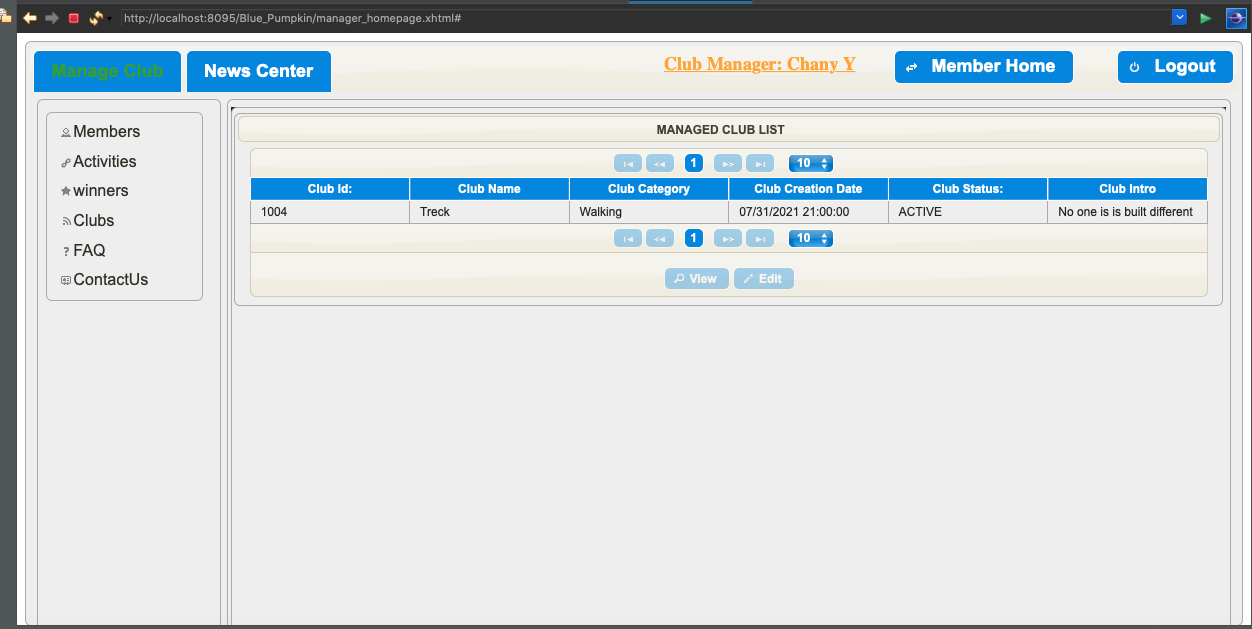 http://localhost:8095/Blue_Pumpkin/manager_homepage.xhtml#
Manage Club
News Center
Club Manager: Chany Y
Member Home
Logout
Members
Activities
winners
Clubs
FAQ
ContactUs
MANAGED CLUB LIST
1 10
Club Id: Club Name Club Category Club Creation Date Club Status: Club Intro
1004 Treck Walking 07/31/2021 21:00:00 ACTIVE No one is is built different
1 10
View Edit